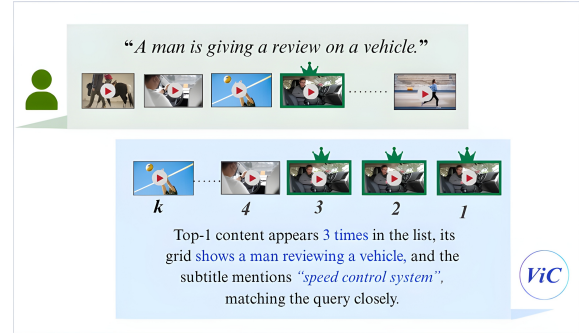 “A man is giving a review on a vehicle.”
........
......
k 4 3 2 1
Top-1 content appears 3 times in the list, its
grid shows a man reviewing a vehicle, and the
subtitle mentions “speed control system”,
matching the query closely.
ViC